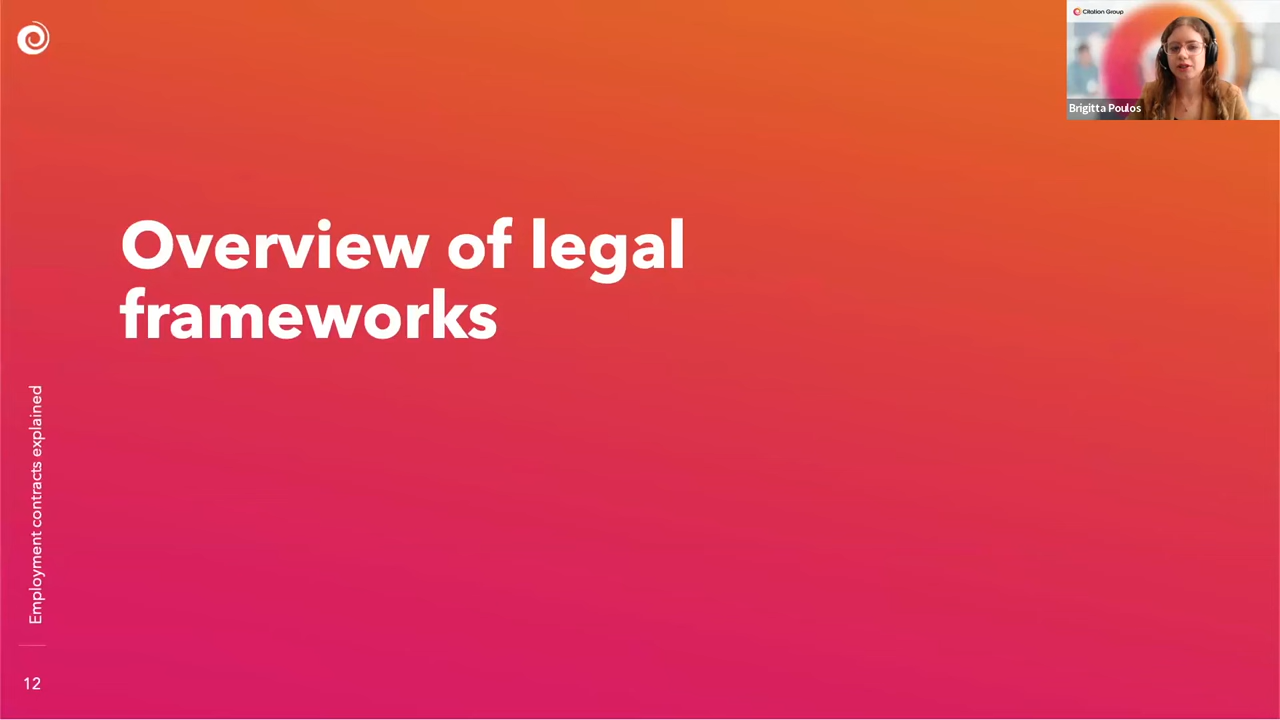 Citation Group
Brigitta Poulos
Overview of legal
frameworks
Employment contracts explained
12